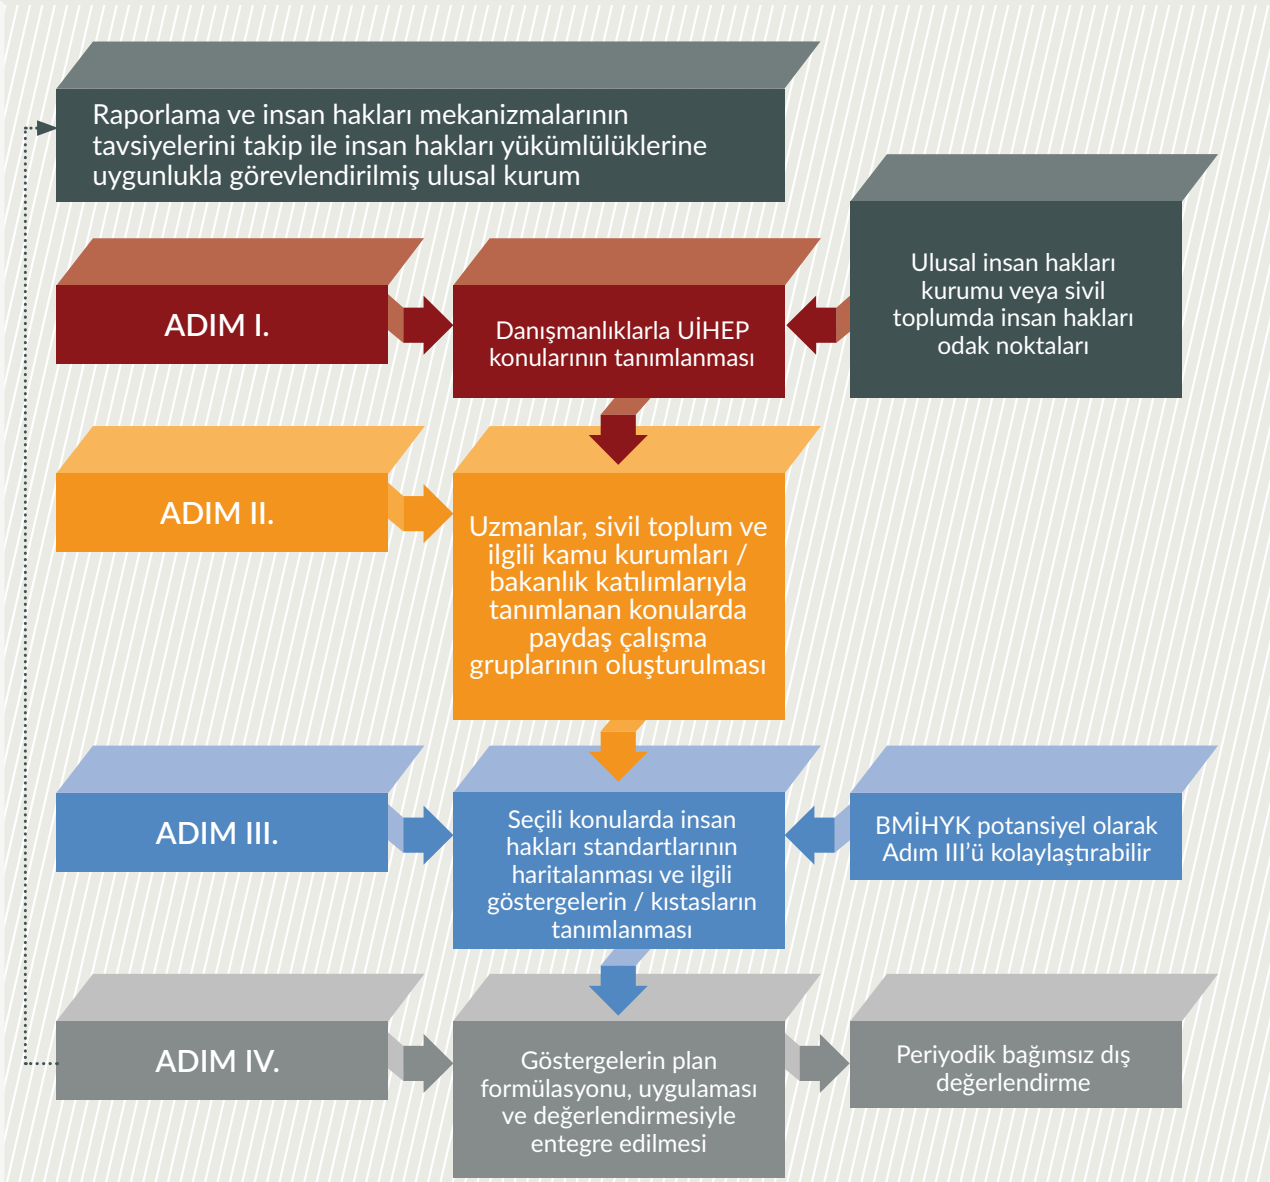 Raporlama ve insan hakları mekanizmalarının
tavsiyelerini takip ile insan hakları yükümlülüklerine
uygunlukla görevlendirilmiş ulusal kurum
ADIM I.
Danışmanlıklarla UİHEP
konularının tanımlanması
Ulusal insan hakları
kurumu veya sivil
toplumda insan hakları
odak noktaları
ADIM II.
Uzmanlar, sivil toplum ve
ilgili kamu kurumları /
bakanlık katılımlarıyla
tanımlanan konularda
paydaş çalışma
gruplarının oluşturulması
ADIM III.
Seçili konularda insan
hakları standartlarının
haritalanması ve ilgili
göstergelerin / kıstasların
tanımlanması
BMİHYK potansiyel olarak
Adım III’ü kolaylaştırabilir
ADIM IV.
Göstergelerin plan
formülasyonu, uygulaması
ve değerlendirmesiyle
entegre edilmesi
Periyodik bağımsız dış
değerlendirme